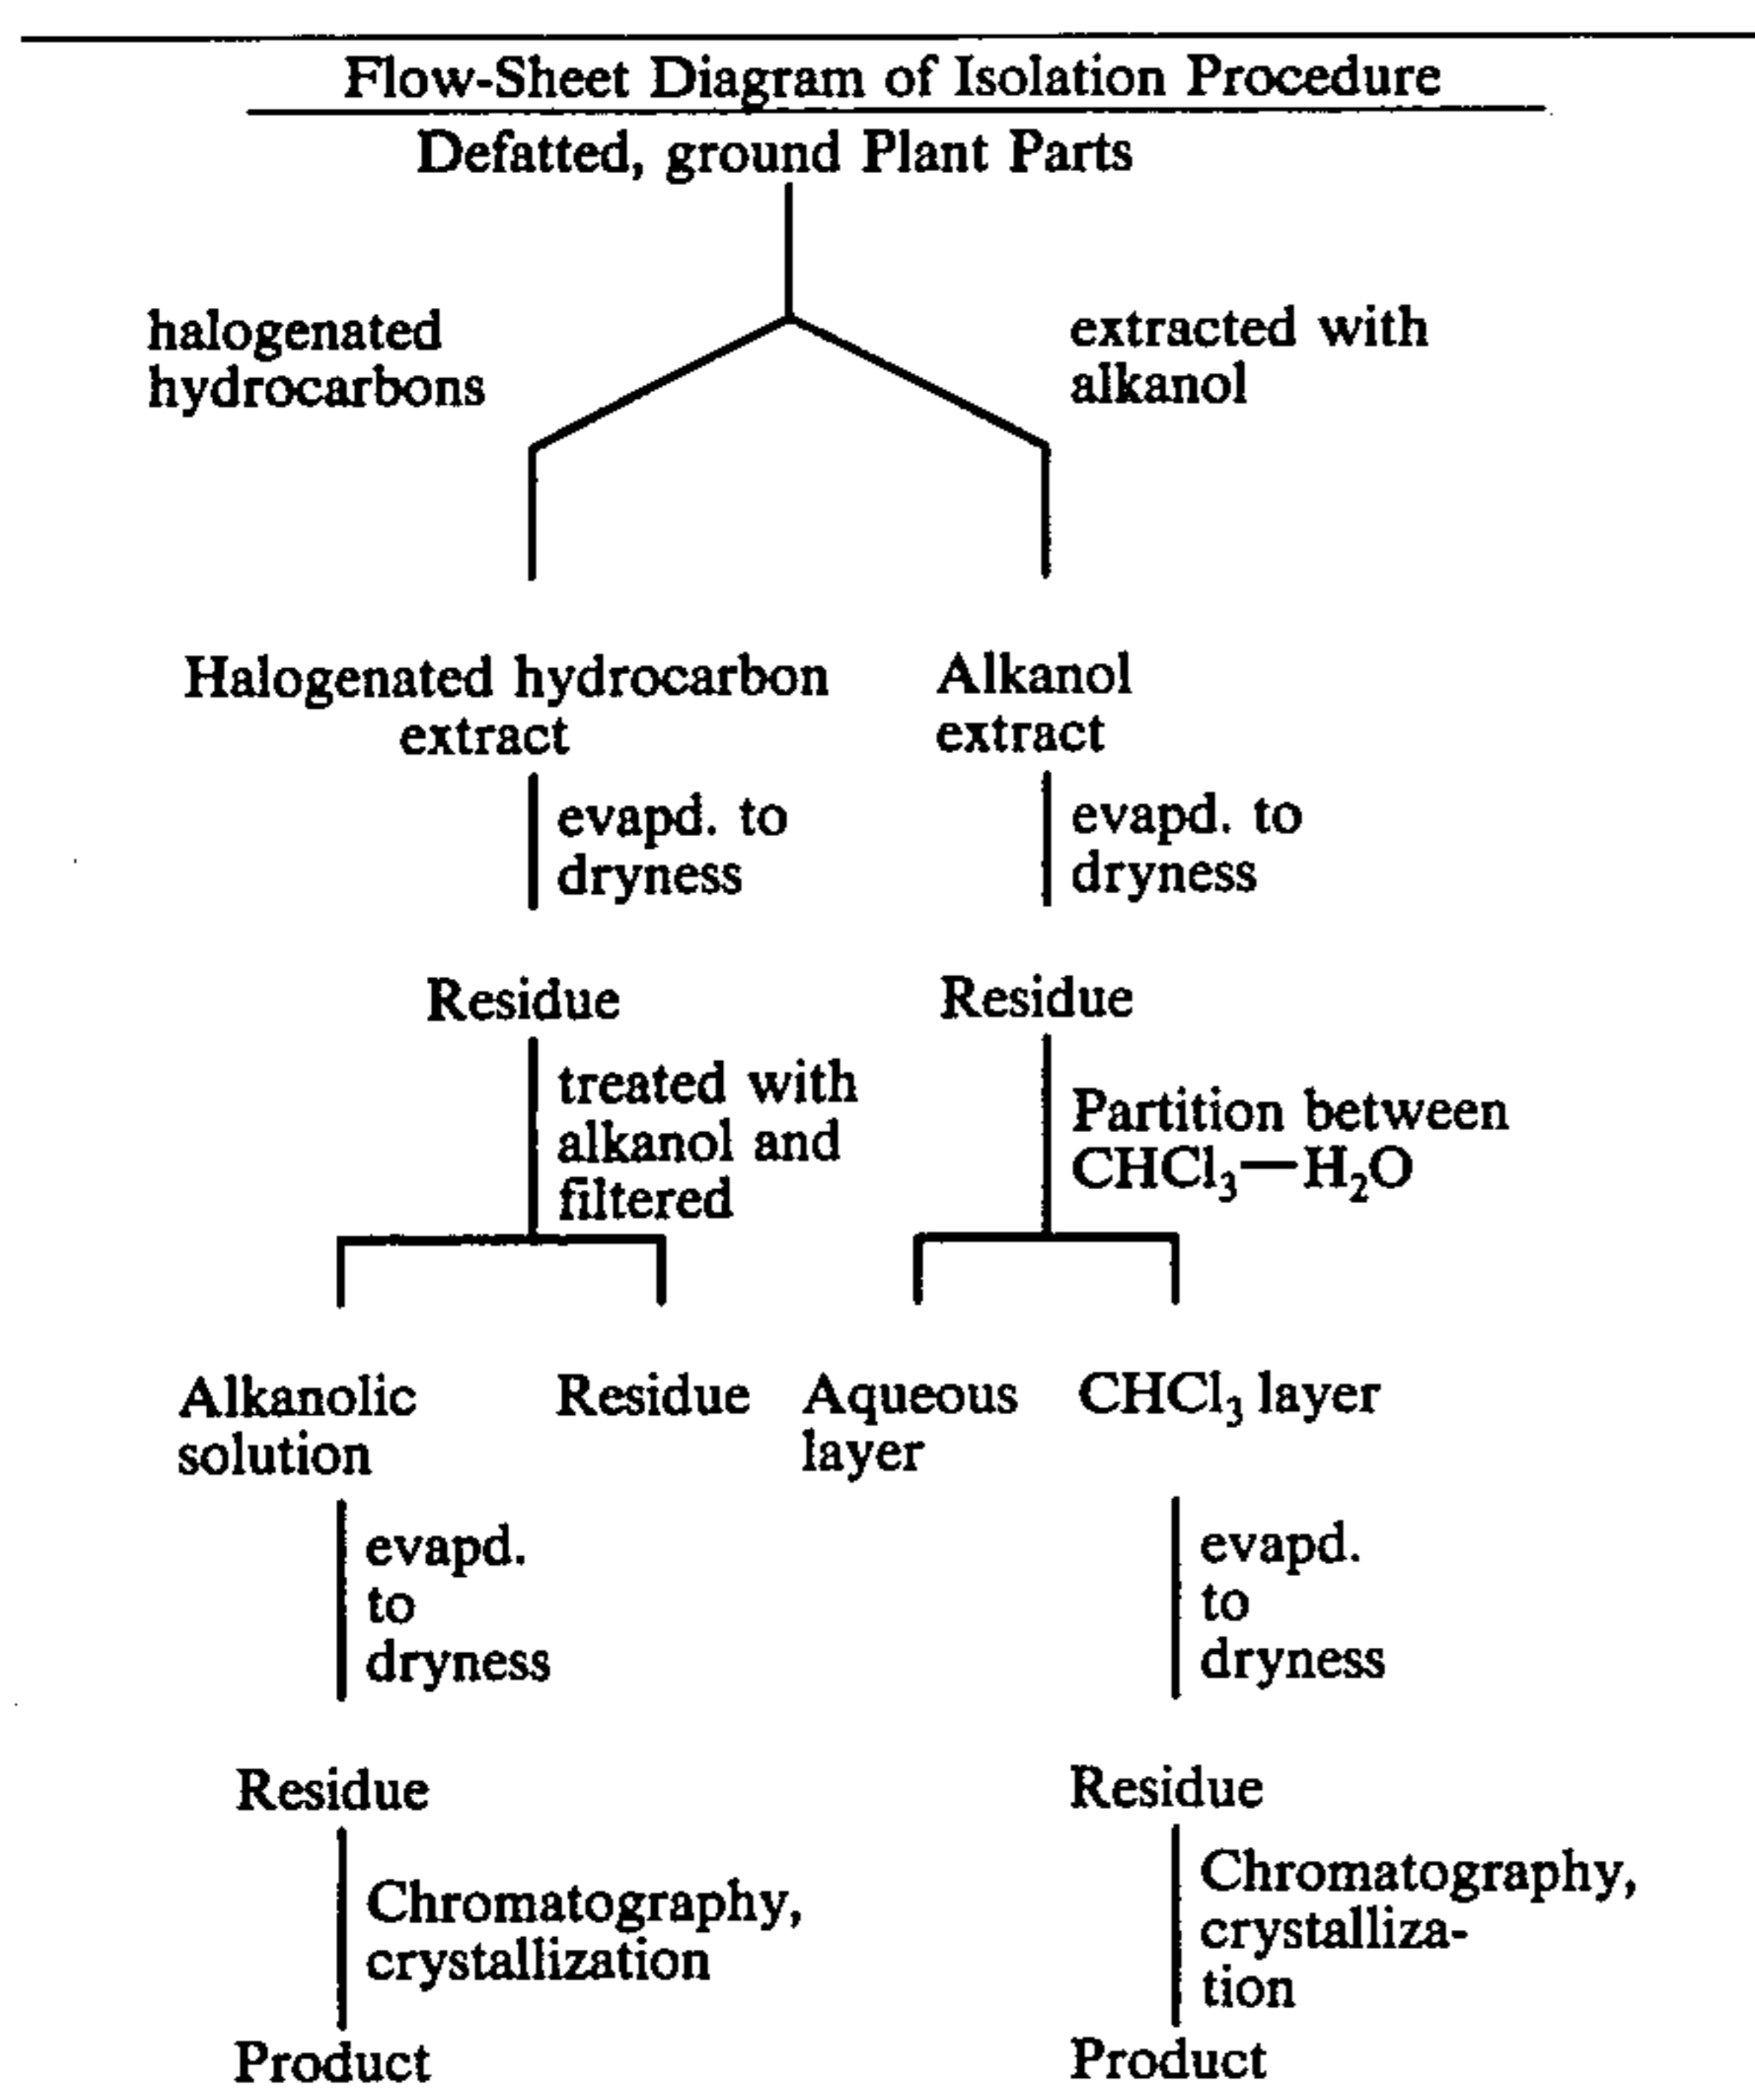 Flow-Sheet Diagram of Isolation Procedure
Defatted, ground Plant Parts
halogenated
hydrocarbons
extracted with
alkanol
Halogenated hydrocarbon
extract
Alkanol
extract
evapd. to
dryness
evapd. to
dryness
Residue
Residue
treated with
alkanol and
filtered
Partition between
CHCl₃—H₂O
Alkanolic
solution
Residue
Aqueous
layer
CHCl₃ layer
evapd.
to
dryness
evapd.
to
dryness
Residue
Residue
Chromatography,
crystallization
Chromatography,
crystalliza-
tion
Product
Product